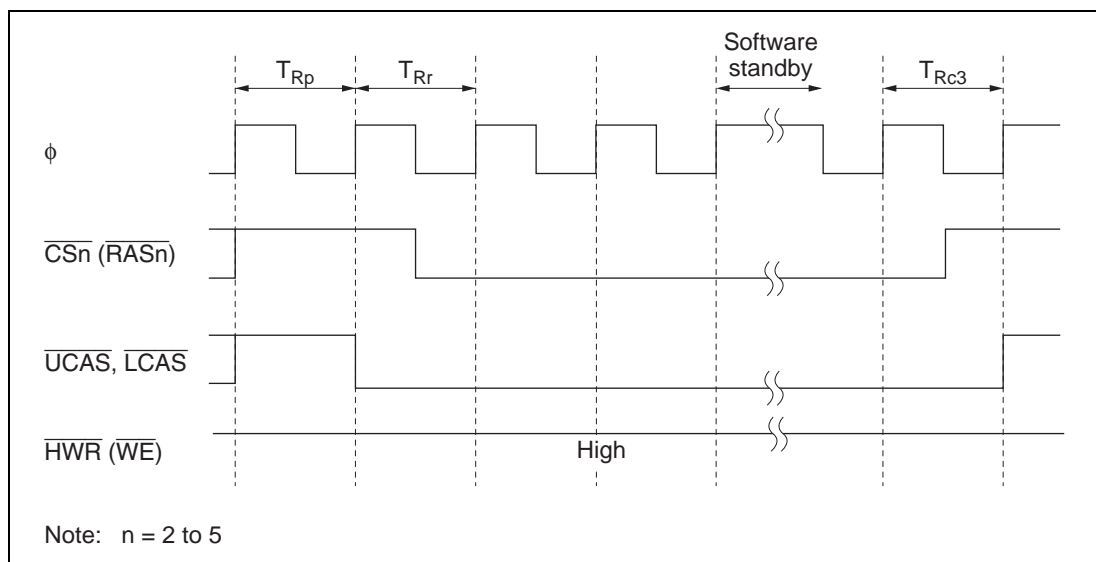 Software
standby
TRp
TRr
TRc3
φ
CSn (RASn)
UCAS, LCAS
HWR (WE)
High
Note: n = 2 to 5